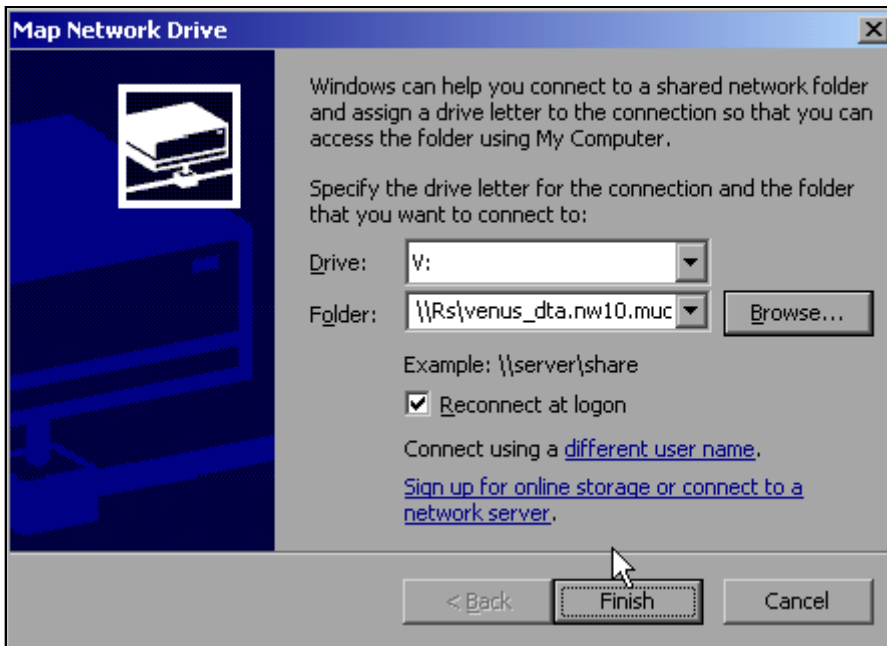 Map Network Drive
Windows can help you connect to a shared network folder
and assign a drive letter to the connection so that you can
access the folder using My Computer.
Specify the drive letter for the connection and the folder
that you want to connect to:
Drive: V:
Folder: \\Rs\venus_dta.nw10.muc Browse...
Example: \\server\share
Reconnect at logon
Connect using a different user name.
Sign up for online storage or connect to a
network server.
< Back Finish Cancel